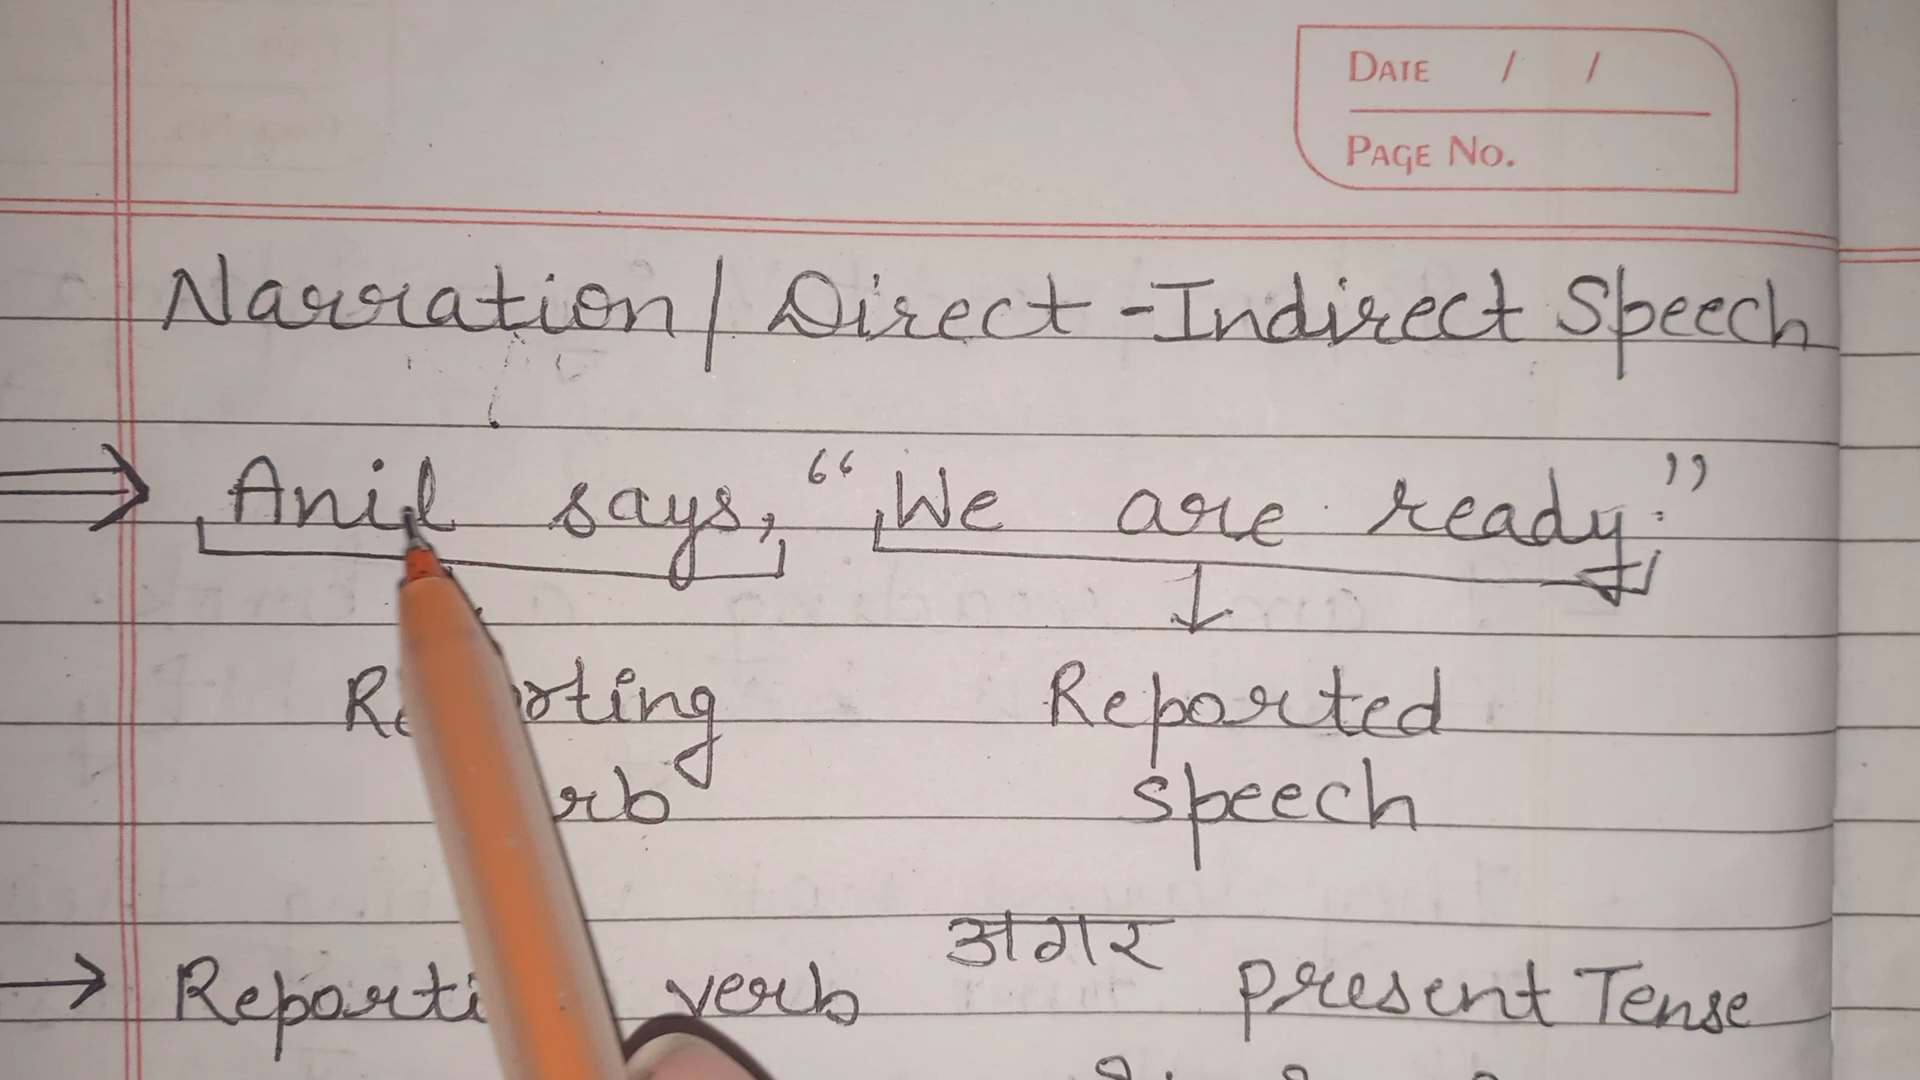 DATE / /
PAGE NO.
Narration / Direct - Indirect Speech
Anil says, “We are ready.”
Reported
speech
अगर
verb present Tense